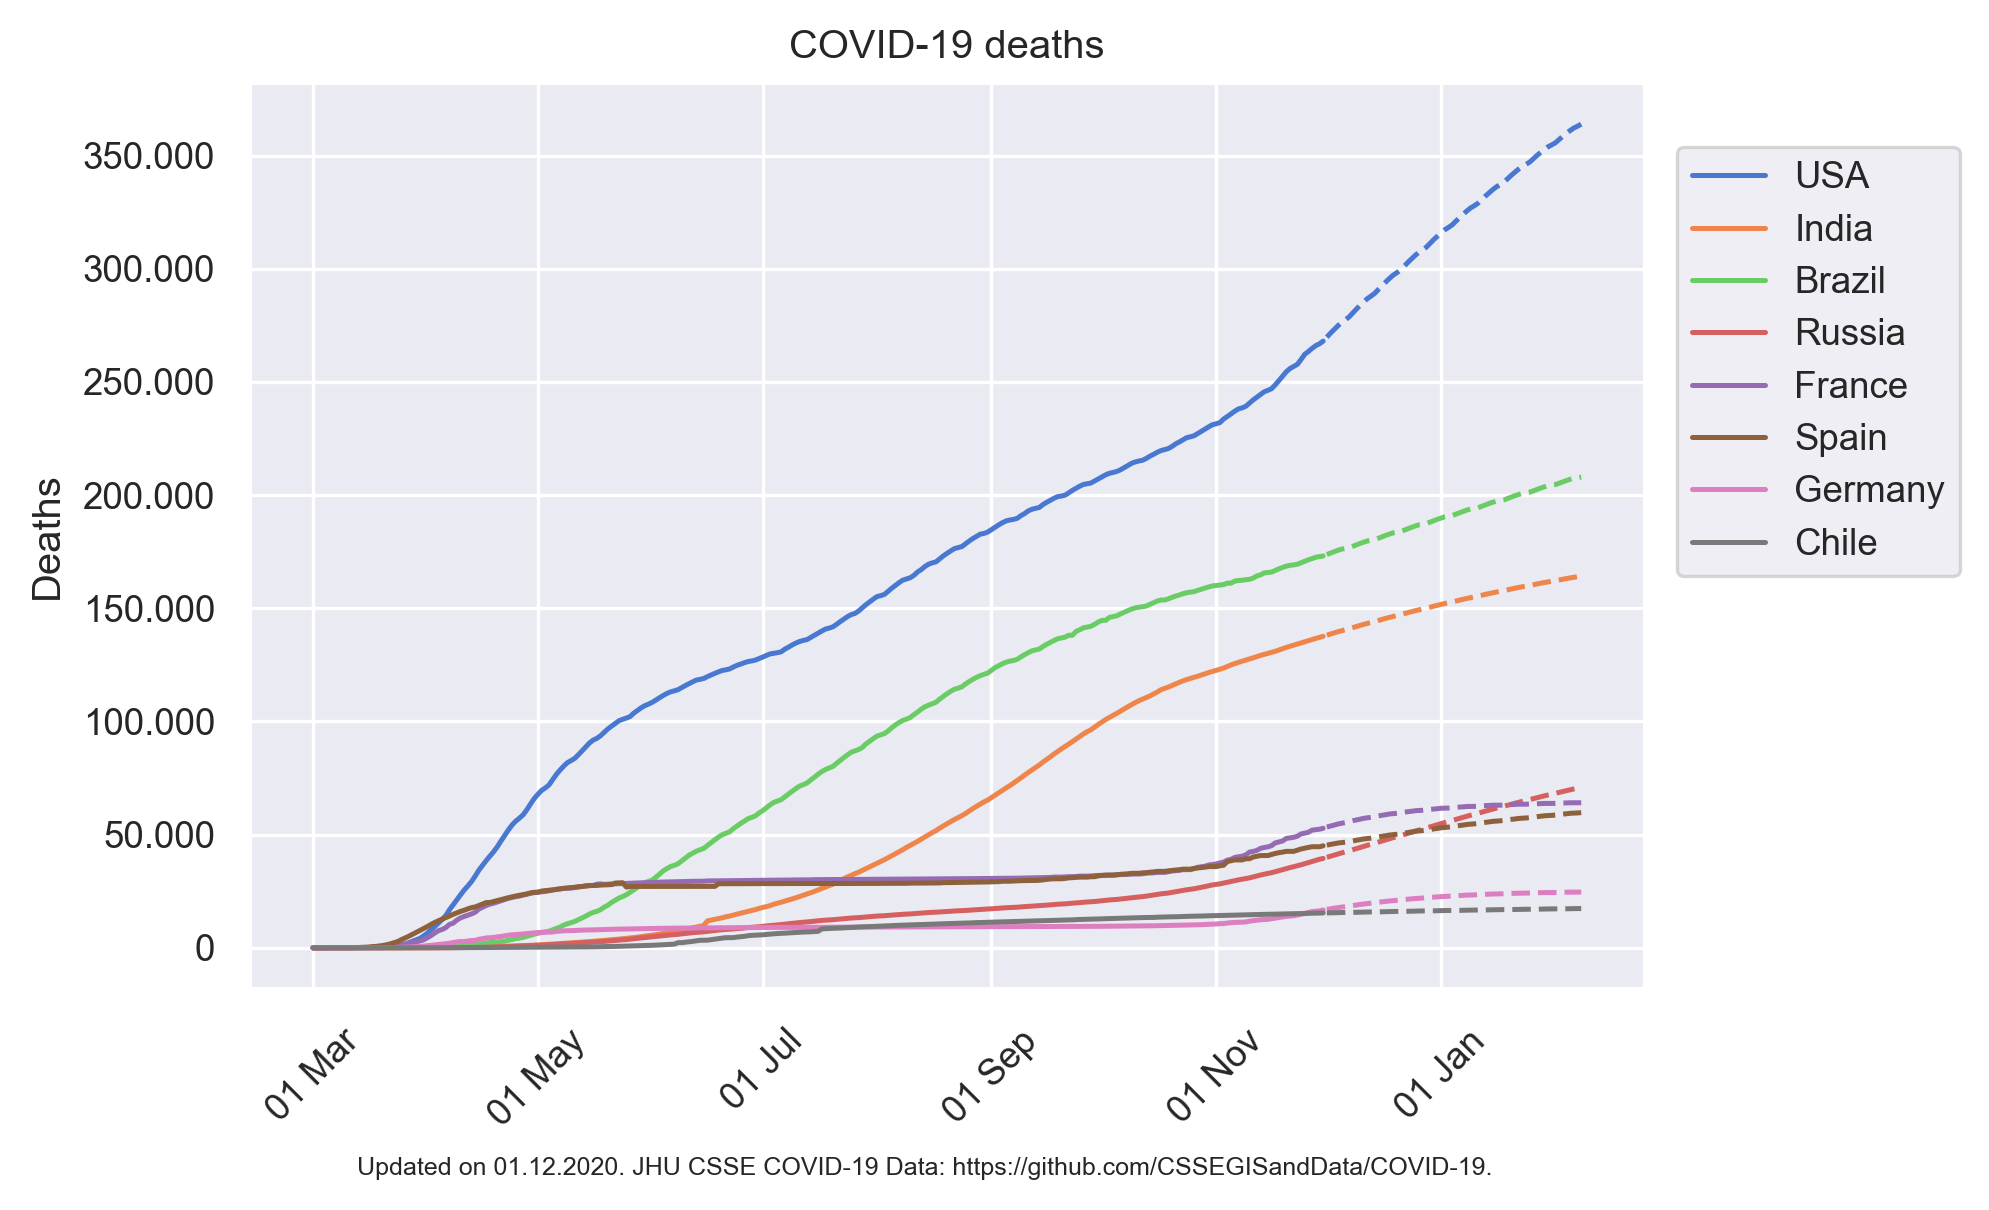 COVID-19 deaths
350.000
300.000
250.000
200.000
150.000
100.000
50.000
0
Deaths
01 Mar
01 May
01 Jul
01 Sep
01 Nov
01 Jan
USA
India
Brazil
Russia
France
Spain
Germany
Chile
Updated on 01.12.2020. JHU CSSE COVID-19 Data: https://github.com/CSSEGISandData/COVID-19.